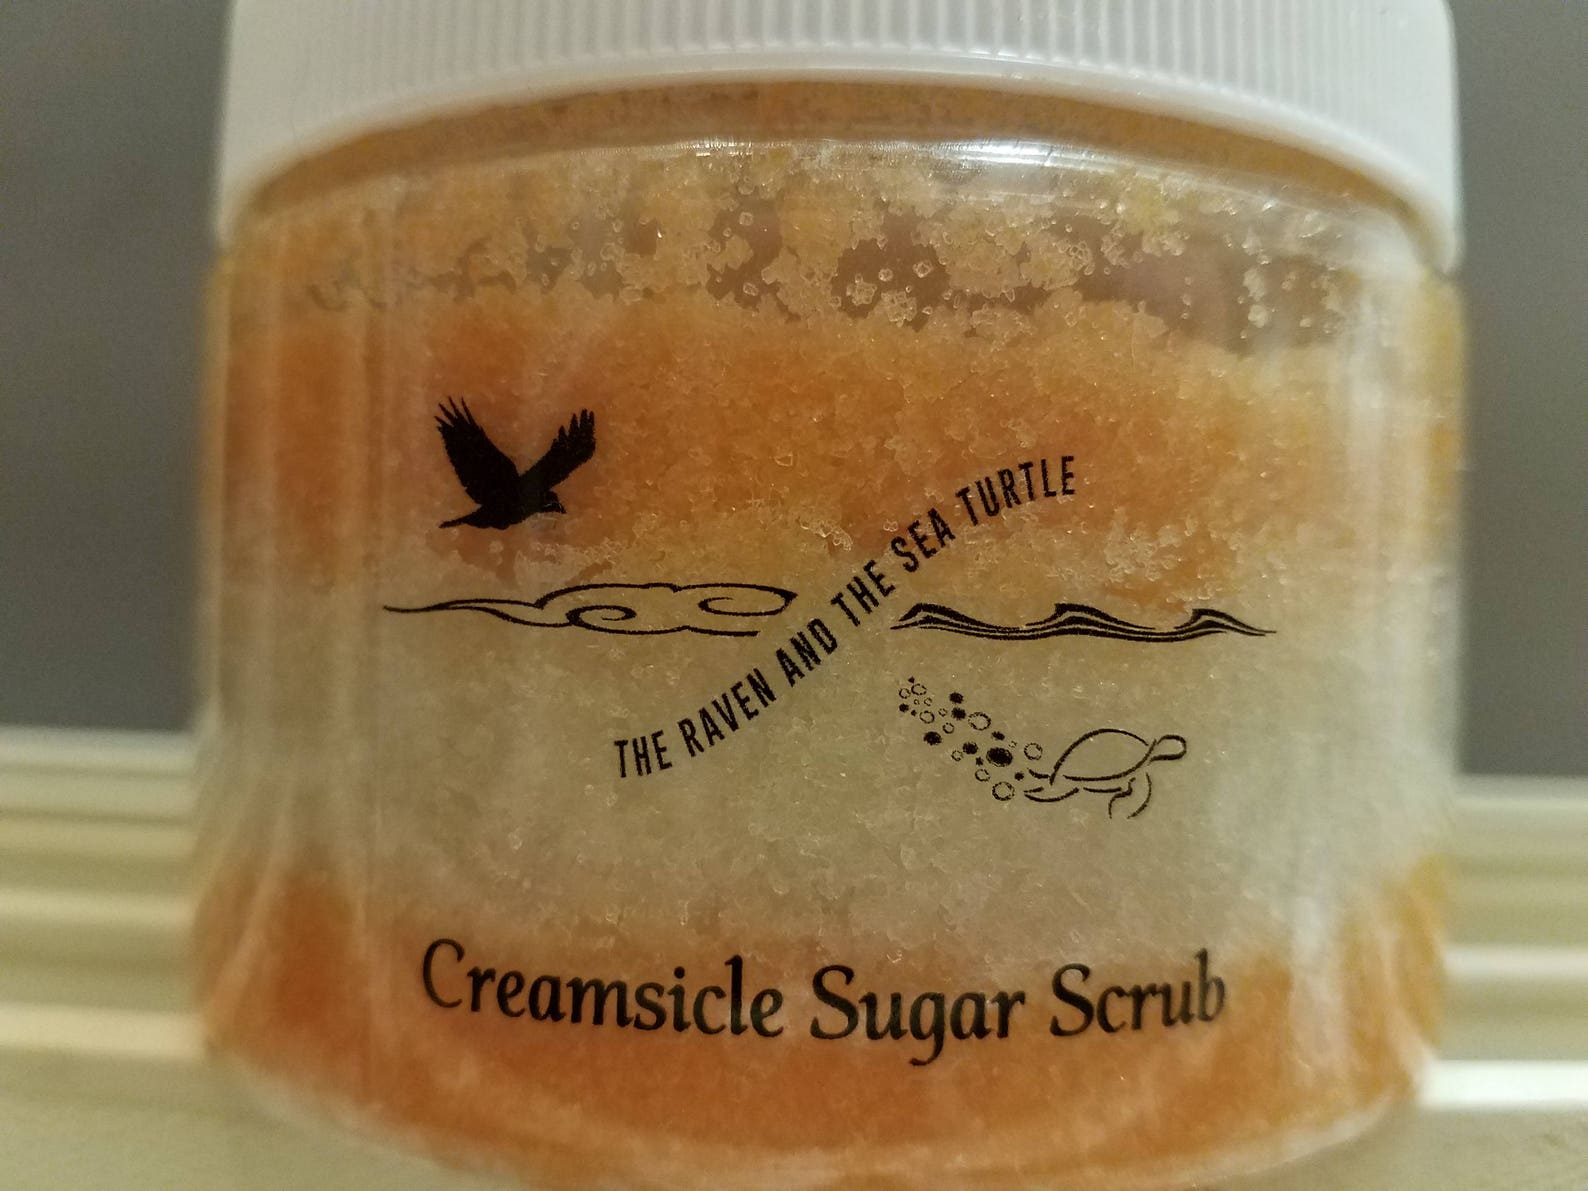 THE RAVEN AND THE SEA TURTLE
Creamsicle Sugar Scrub